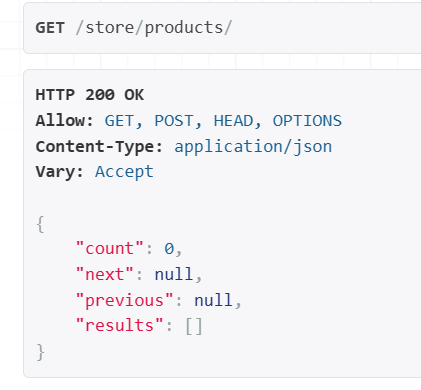 GET /store/products/
HTTP 200 OK
Allow: GET, POST, HEAD, OPTIONS
Content-Type: application/json
Vary: Accept
{
    "count": 0,
    "next": null,
    "previous": null,
    "results": []
}